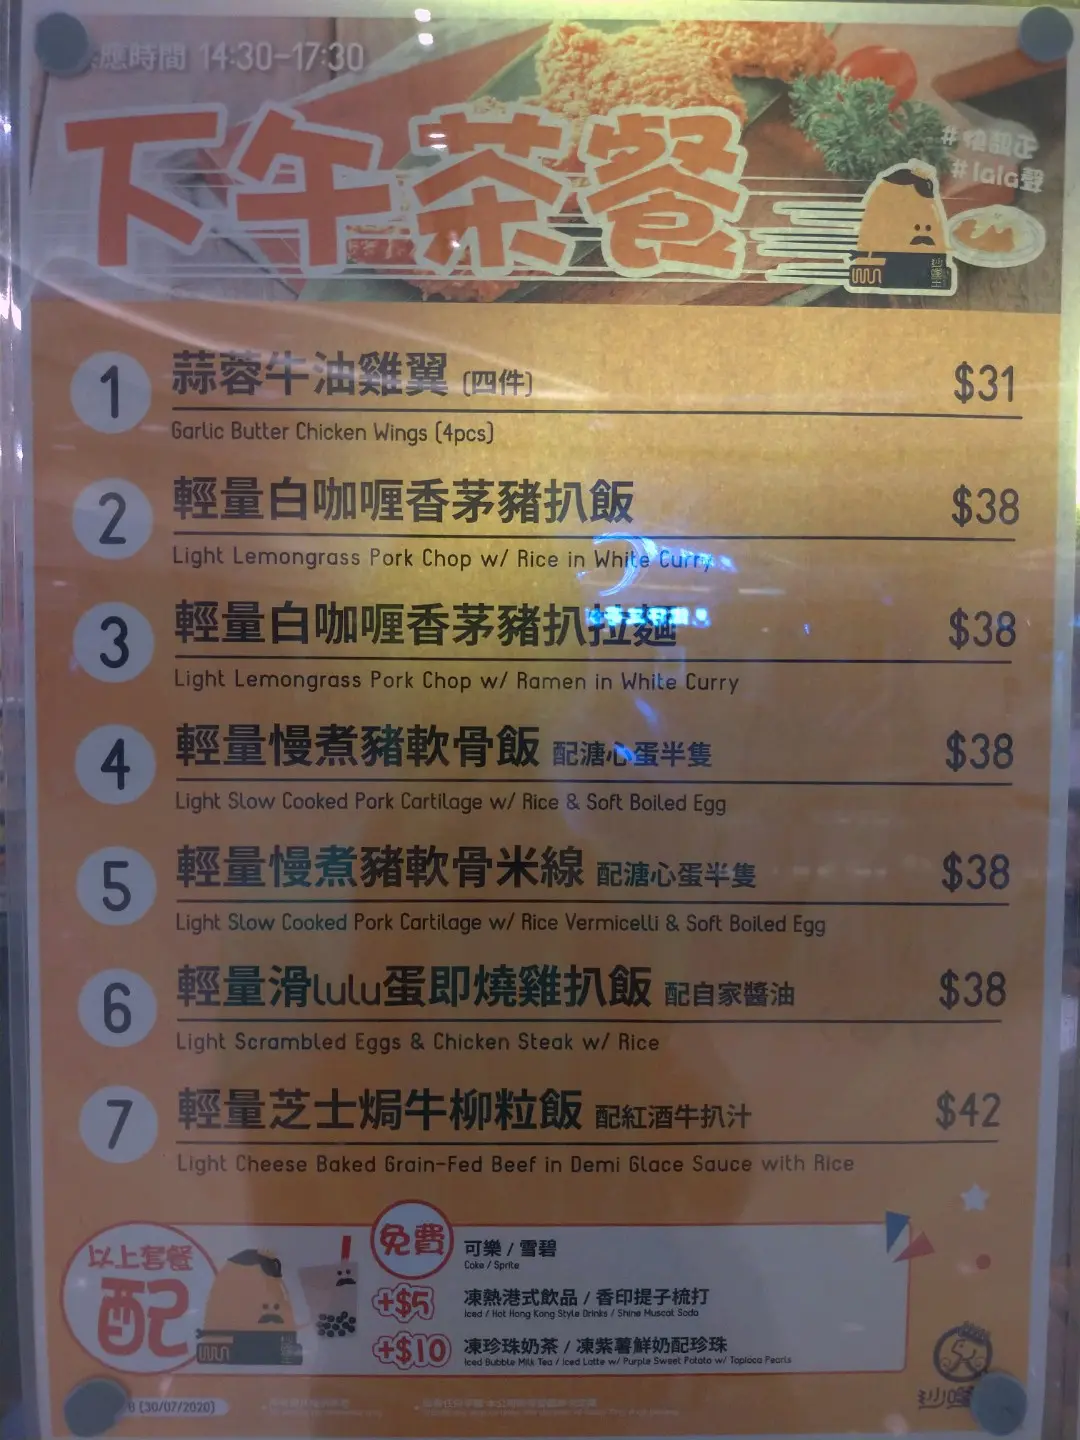 應時間 14:30-17:30
下午茶餐
# lala聲
沙嗲王
1
蒜蓉牛油雞翼 (四件)
$31
Garlic Butter Chicken Wings (4pcs)
2
輕量白咖喱香茅豬扒飯
$38
Light Lemongrass Pork Chop w/ Rice in White Curry
3
輕量白咖喱香茅豬扒拉麵
$38
Light Lemongrass Pork Chop w/ Ramen in White Curry
4
輕量慢煮豬軟骨飯 配溏心蛋半隻
$38
Light Slow Cooked Pork Cartilage w/ Rice & Soft Boiled Egg
5
輕量慢煮豬軟骨米線 配溏心蛋半隻
$38
Light Slow Cooked Pork Cartilage w/ Rice Vermicelli & Soft Boiled Egg
6
輕量滑lulu蛋即燒雞扒飯 配自家醬油
$38
Light Scrambled Eggs & Chicken Steak w/ Rice
7
輕量芝士焗牛柳粒飯 配紅酒牛扒汁
$42
Light Cheese Baked Grain-Fed Beef in Demi Glace Sauce with Rice
以上套餐
配
免費
可樂 / 雪碧
Coke / Sprite
+$5
凍熱港式飲品 / 香印提子梳打
Iced / Hot Hong Kong Style Drinks / Shine Muscat Soda
+$10
凍珍珠奶茶 / 凍紫薯鮮奶配珍珠
Iced Bubble Milk Tea / Iced Latte w/ Purple Sweet Potato w/ Tapioca Pearls
(30/07/2020)
沙嗲